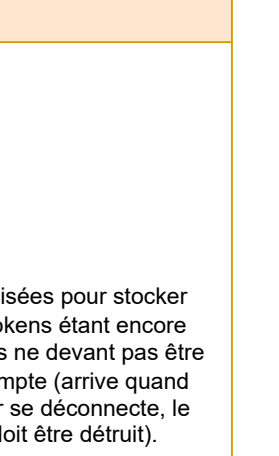 isées pour stocker
okens étant encore
s ne devant pas être
mpte (arrive quand
r se déconnecte, le
loit être détruit).